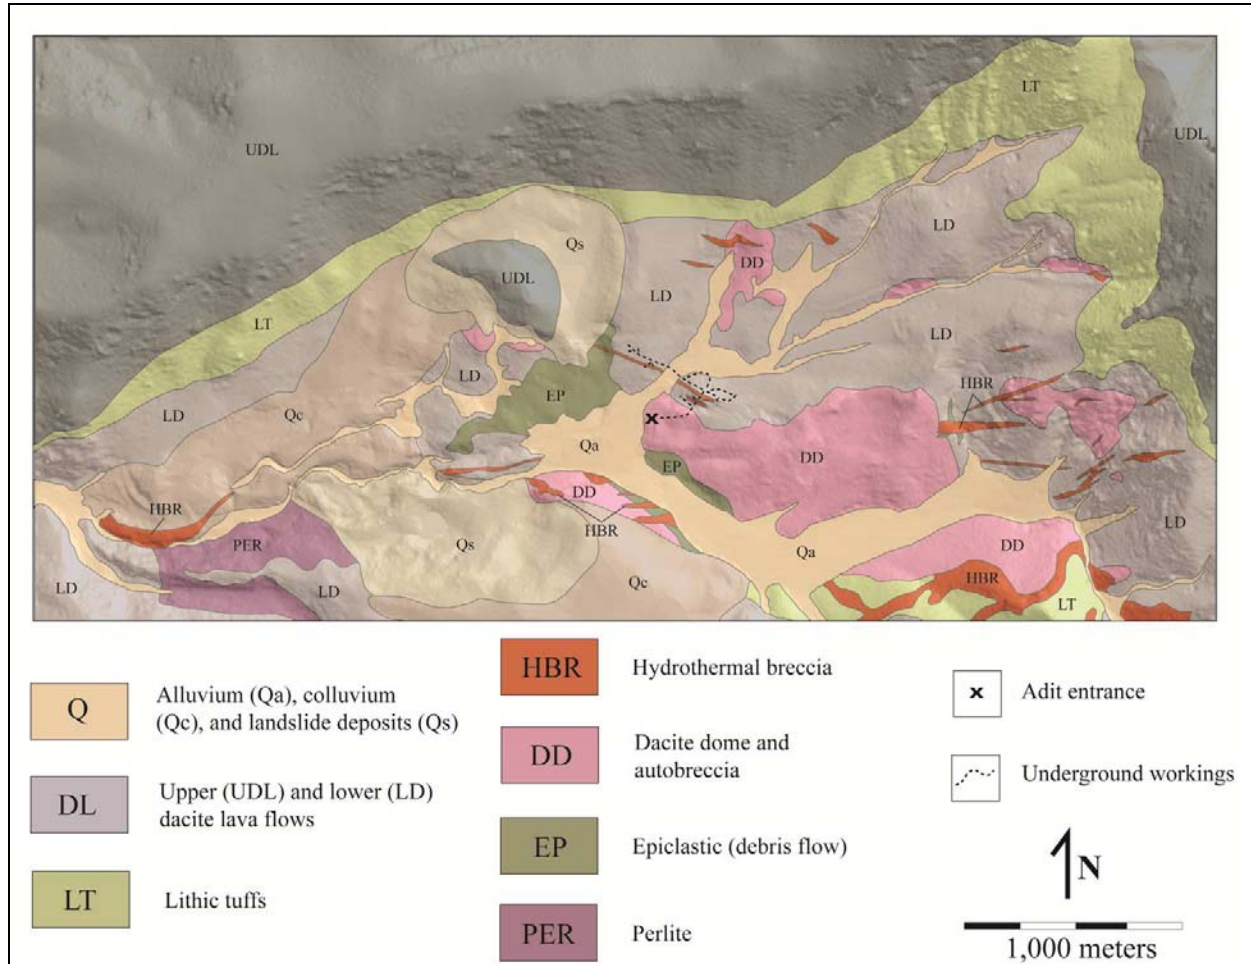 LT
UDL
UDL
LD
Qs
DD
UDL
LD
LT
LD
LD
HBR
EP
Qc
LD
Qa
EP
DD
DD
HBR
HBR
LD
PER
Qs
Qa
DD
LD
LD
Qc
HBR
LT
Q
Alluvium (Qa), colluvium
(Qc), and landslide deposits (Qs)
DL
Upper (UDL) and lower (LD)
dacite lava flows
LT
Lithic tuffs
HBR
Hydrothermal breccia
DD
Dacite dome and
autobreccia
EP
Epiclastic (debris flow)
PER
Perlite
x
Adit entrance
Underground workings
N
1,000 meters